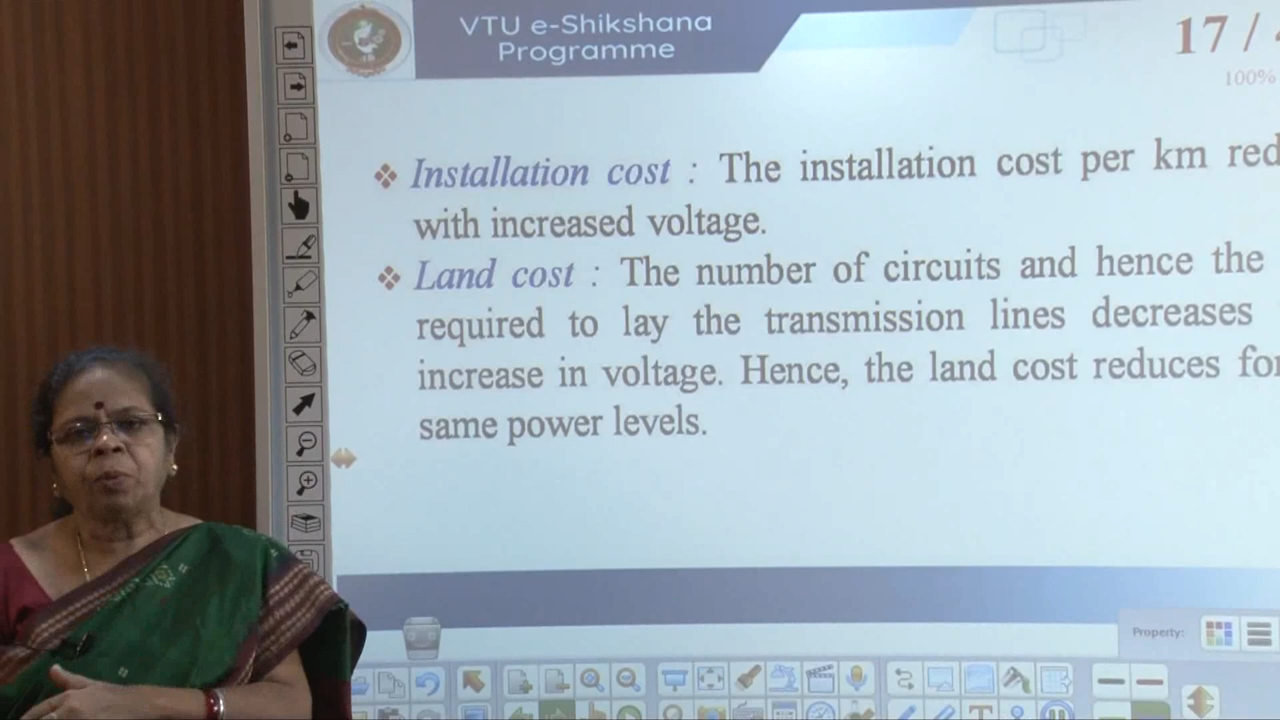 VTU e-Shikshana
Programme
17 /
100%
Installation cost : The installation cost per km
with increased voltage.
Land cost : The number of circuits and hence the
required to lay the transmission lines decreases
increase in voltage. Hence, the land cost reduces
same power levels.
Property: